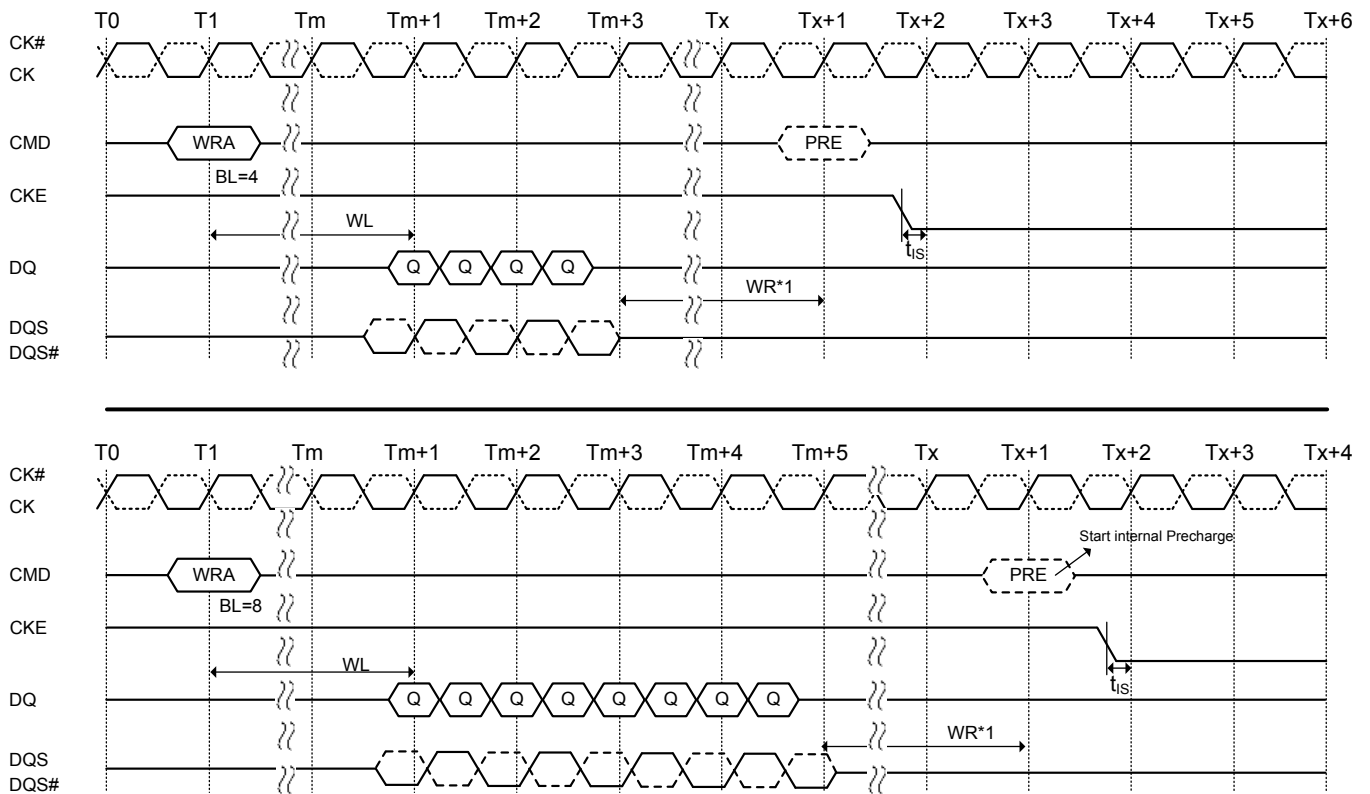 T0 T1 Tm Tm+1 Tm+2 Tm+3 Tx Tx+1 Tx+2 Tx+3 Tx+4 Tx+5 Tx+6
CK#
CK
CMD WRA PRE
BL=4
CKE
WL
tIS
DQ Q Q Q Q
WR*1
DQS
DQS#
T0 T1 Tm Tm+1 Tm+2 Tm+3 Tm+4 Tm+5 Tx Tx+1 Tx+2 Tx+3 Tx+4
CK#
CK
Start internal Precharge
CMD WRA PRE
BL=8
CKE
WL
tIS
DQ Q Q Q Q Q Q Q Q
WR*1
DQS
DQS#